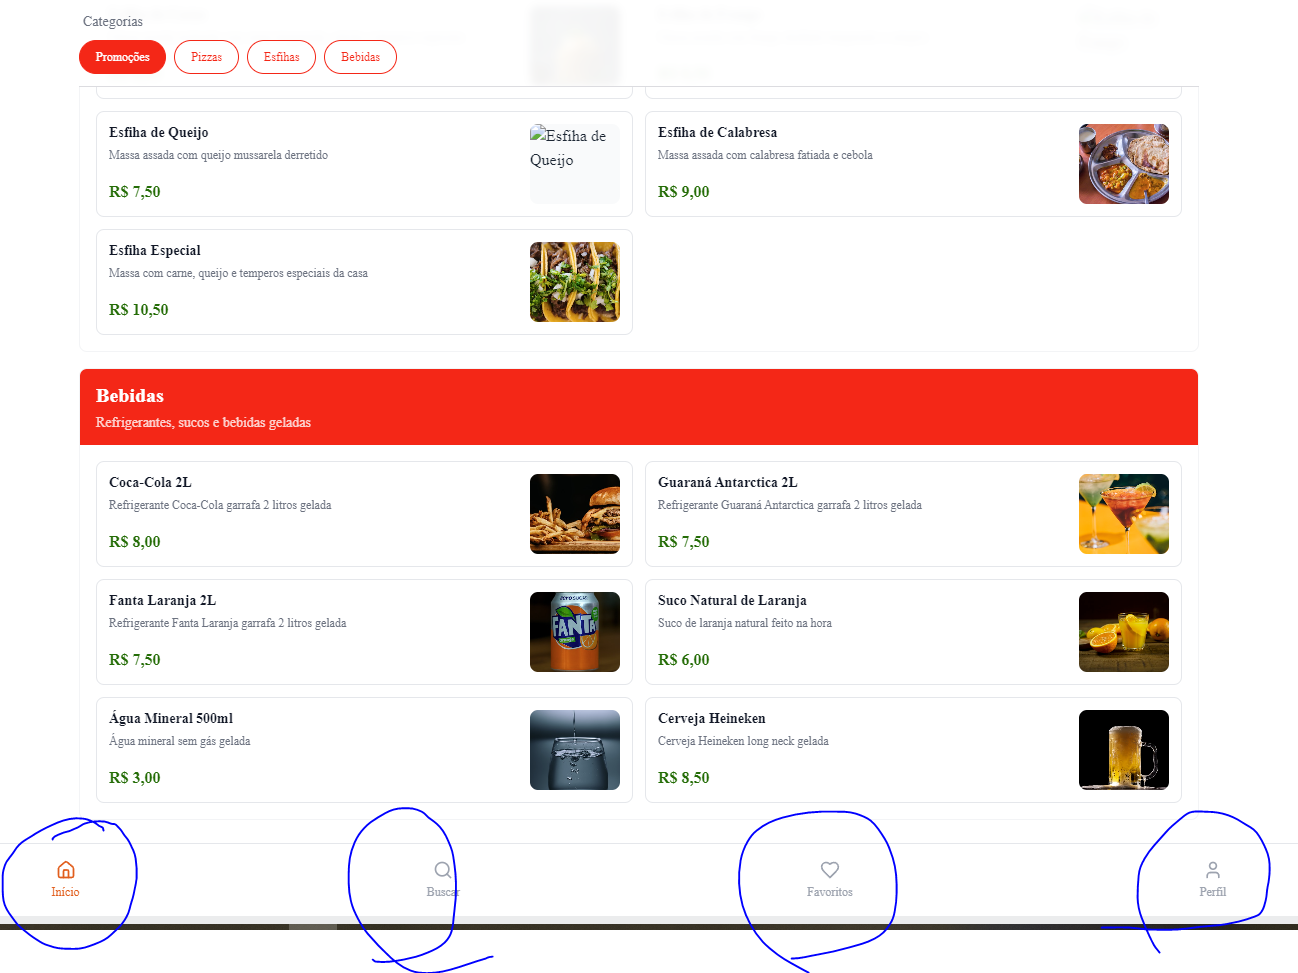 Categorias
Promoções
Pizzas
Esfihas
Bebidas
Esfiha de Queijo
Massa assada com queijo mussarela derretido
R$ 7,50
Esfiha de
Queijo
Esfiha de Calabresa
Massa assada com calabresa fatiada e cebola
R$ 9,00
Esfiha Especial
Massa com carne, queijo e temperos especiais da casa
R$ 10,50
Bebidas
Refrigerantes, sucos e bebidas geladas
Coca-Cola 2L
Refrigerante Coca-Cola garrafa 2 litros gelada
R$ 8,00
Guaraná Antarctica 2L
Refrigerante Guaraná Antarctica garrafa 2 litros gelada
R$ 7,50
Fanta Laranja 2L
Refrigerante Fanta Laranja garrafa 2 litros gelada
R$ 7,50
FANTA
Suco Natural de Laranja
Suco de laranja natural feito na hora
R$ 6,00
Água Mineral 500ml
Água mineral sem gás gelada
R$ 3,00
Cerveja Heineken
Cerveja Heineken long neck gelada
R$ 8,50
Início
Buscar
Favoritos
Perfil